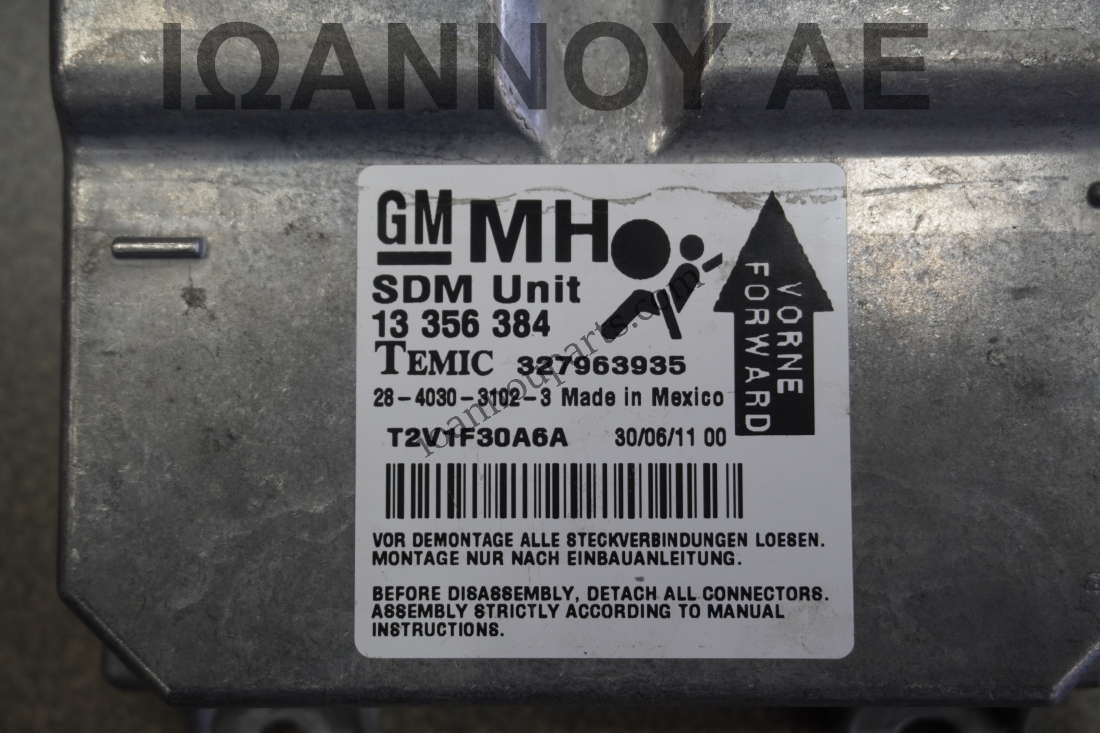 ΙΩΑΝΝΟΥ ΑΕ
GM MH
SDM Unit
13 356 384
TEMIC 327963935
28-4030-3102-3 Made in Mexico
T2V1F30A6A 30/06/11 00
VORNE
FORWARD
VOR DEMONTAGE ALLE STECKVERBINDUNGEN LOESEN.
MONTAGE NUR NACH EINBAUANLEITUNG.
BEFORE DISASSEMBLY, DETACH ALL CONNECTORS.
ASSEMBLY STRICTLY ACCORDING TO MANUAL
INSTRUCTIONS.
ioannouparts.com